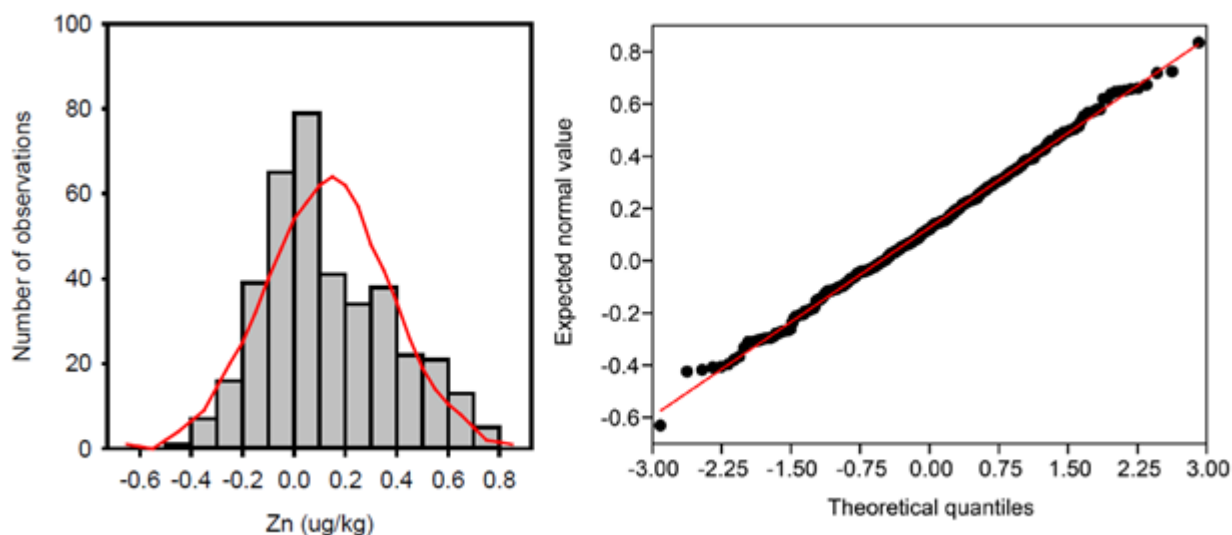 100
80
60
40
20
0
Number of observations
-0.6 -0.4 -0.2 0.0 0.2 0.4 0.6 0.8
Zn (ug/kg)
0.8
0.6
0.4
0.2
0.0
-0.2
-0.4
-0.6
Expected normal value
-3.00 -2.25 -1.50 -0.75 0.00 0.75 1.50 2.25 3.00
Theoretical quantiles